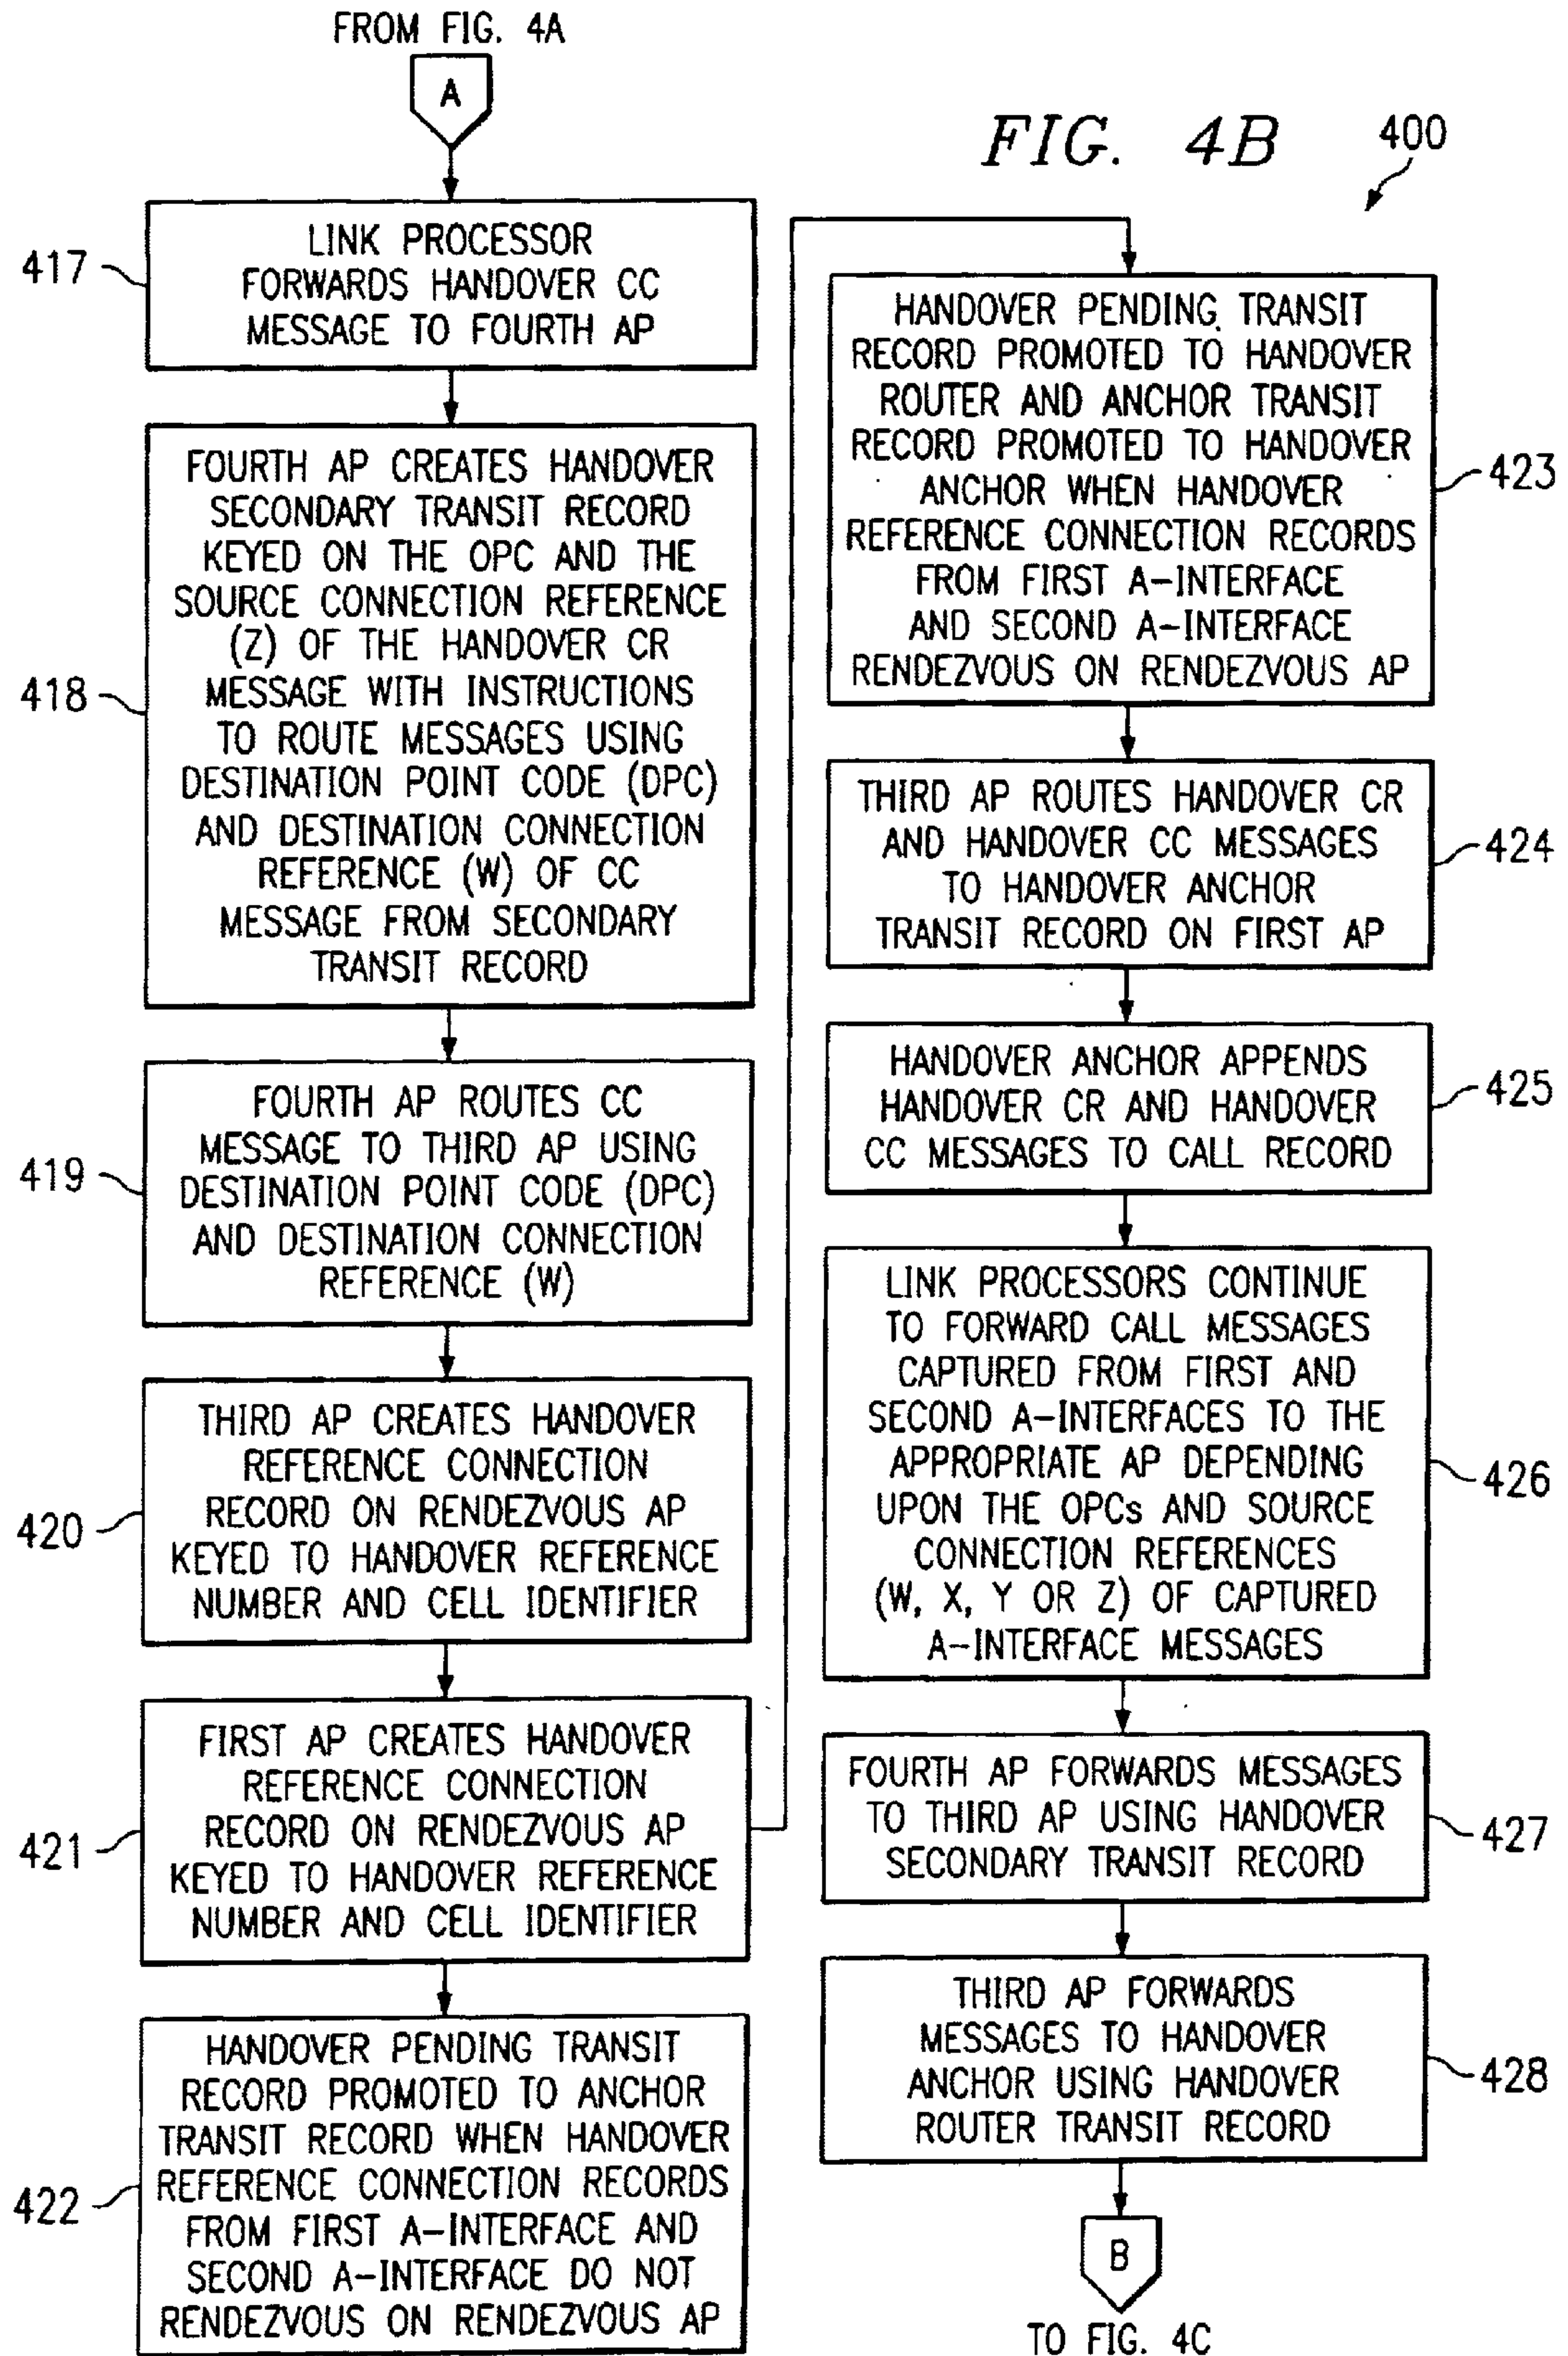 FROM FIG. 4A
A
FIG. 4B
400
417
LINK PROCESSOR
FORWARDS HANDOVER CC
MESSAGE TO FOURTH AP
418
FOURTH AP CREATES HANDOVER
SECONDARY TRANSIT RECORD
KEYED ON THE OPC AND THE
SOURCE CONNECTION REFERENCE
(Z) OF THE HANDOVER CR
MESSAGE WITH INSTRUCTIONS
TO ROUTE MESSAGES USING
DESTINATION POINT CODE (DPC)
AND DESTINATION CONNECTION
REFERENCE (W) OF CC
MESSAGE FROM SECONDARY
TRANSIT RECORD
419
FOURTH AP ROUTES CC
MESSAGE TO THIRD AP USING
DESTINATION POINT CODE (DPC)
AND DESTINATION CONNECTION
REFERENCE (W)
420
THIRD AP CREATES HANDOVER
REFERENCE CONNECTION
RECORD ON RENDEZVOUS AP
KEYED TO HANDOVER REFERENCE
NUMBER AND CELL IDENTIFIER
421
FIRST AP CREATES HANDOVER
REFERENCE CONNECTION
RECORD ON RENDEZVOUS AP
KEYED TO HANDOVER REFERENCE
NUMBER AND CELL IDENTIFIER
422
HANDOVER PENDING TRANSIT
RECORD PROMOTED TO ANCHOR
TRANSIT RECORD WHEN HANDOVER
REFERENCE CONNECTION RECORDS
FROM FIRST A-INTERFACE AND
SECOND A-INTERFACE DO NOT
RENDEZVOUS ON RENDEZVOUS AP
HANDOVER PENDING TRANSIT
RECORD PROMOTED TO HANDOVER
ROUTER AND ANCHOR TRANSIT
RECORD PROMOTED TO HANDOVER
ANCHOR WHEN HANDOVER
REFERENCE CONNECTION RECORDS
FROM FIRST A-INTERFACE
AND SECOND A-INTERFACE
RENDEZVOUS ON RENDEZVOUS AP
423
THIRD AP ROUTES HANDOVER CR
AND HANDOVER CC MESSAGES
TO HANDOVER ANCHOR
TRANSIT RECORD ON FIRST AP
424
HANDOVER ANCHOR APPENDS
HANDOVER CR AND HANDOVER
CC MESSAGES TO CALL RECORD
425
LINK PROCESSORS CONTINUE
TO FORWARD CALL MESSAGES
CAPTURED FROM FIRST AND
SECOND A-INTERFACES TO THE
APPROPRIATE AP DEPENDING
UPON THE OPCs AND SOURCE
CONNECTION REFERENCES
(W, X, Y OR Z) OF CAPTURED
A-INTERFACE MESSAGES
426
FOURTH AP FORWARDS MESSAGES
TO THIRD AP USING HANDOVER
SECONDARY TRANSIT RECORD
427
THIRD AP FORWARDS
MESSAGES TO HANDOVER
ANCHOR USING HANDOVER
ROUTER TRANSIT RECORD
428
B
TO FIG. 4C